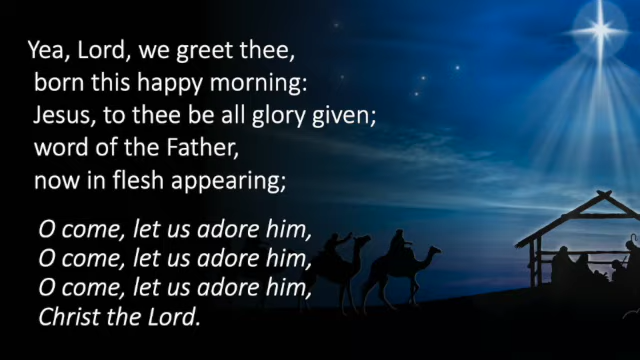 Yea, Lord, we greet thee,
born this happy morning:
Jesus, to thee be all glory given;
word of the Father,
now in flesh appearing;
O come, let us adore him,
O come, let us adore him,
O come, let us adore him,
Christ the Lord.